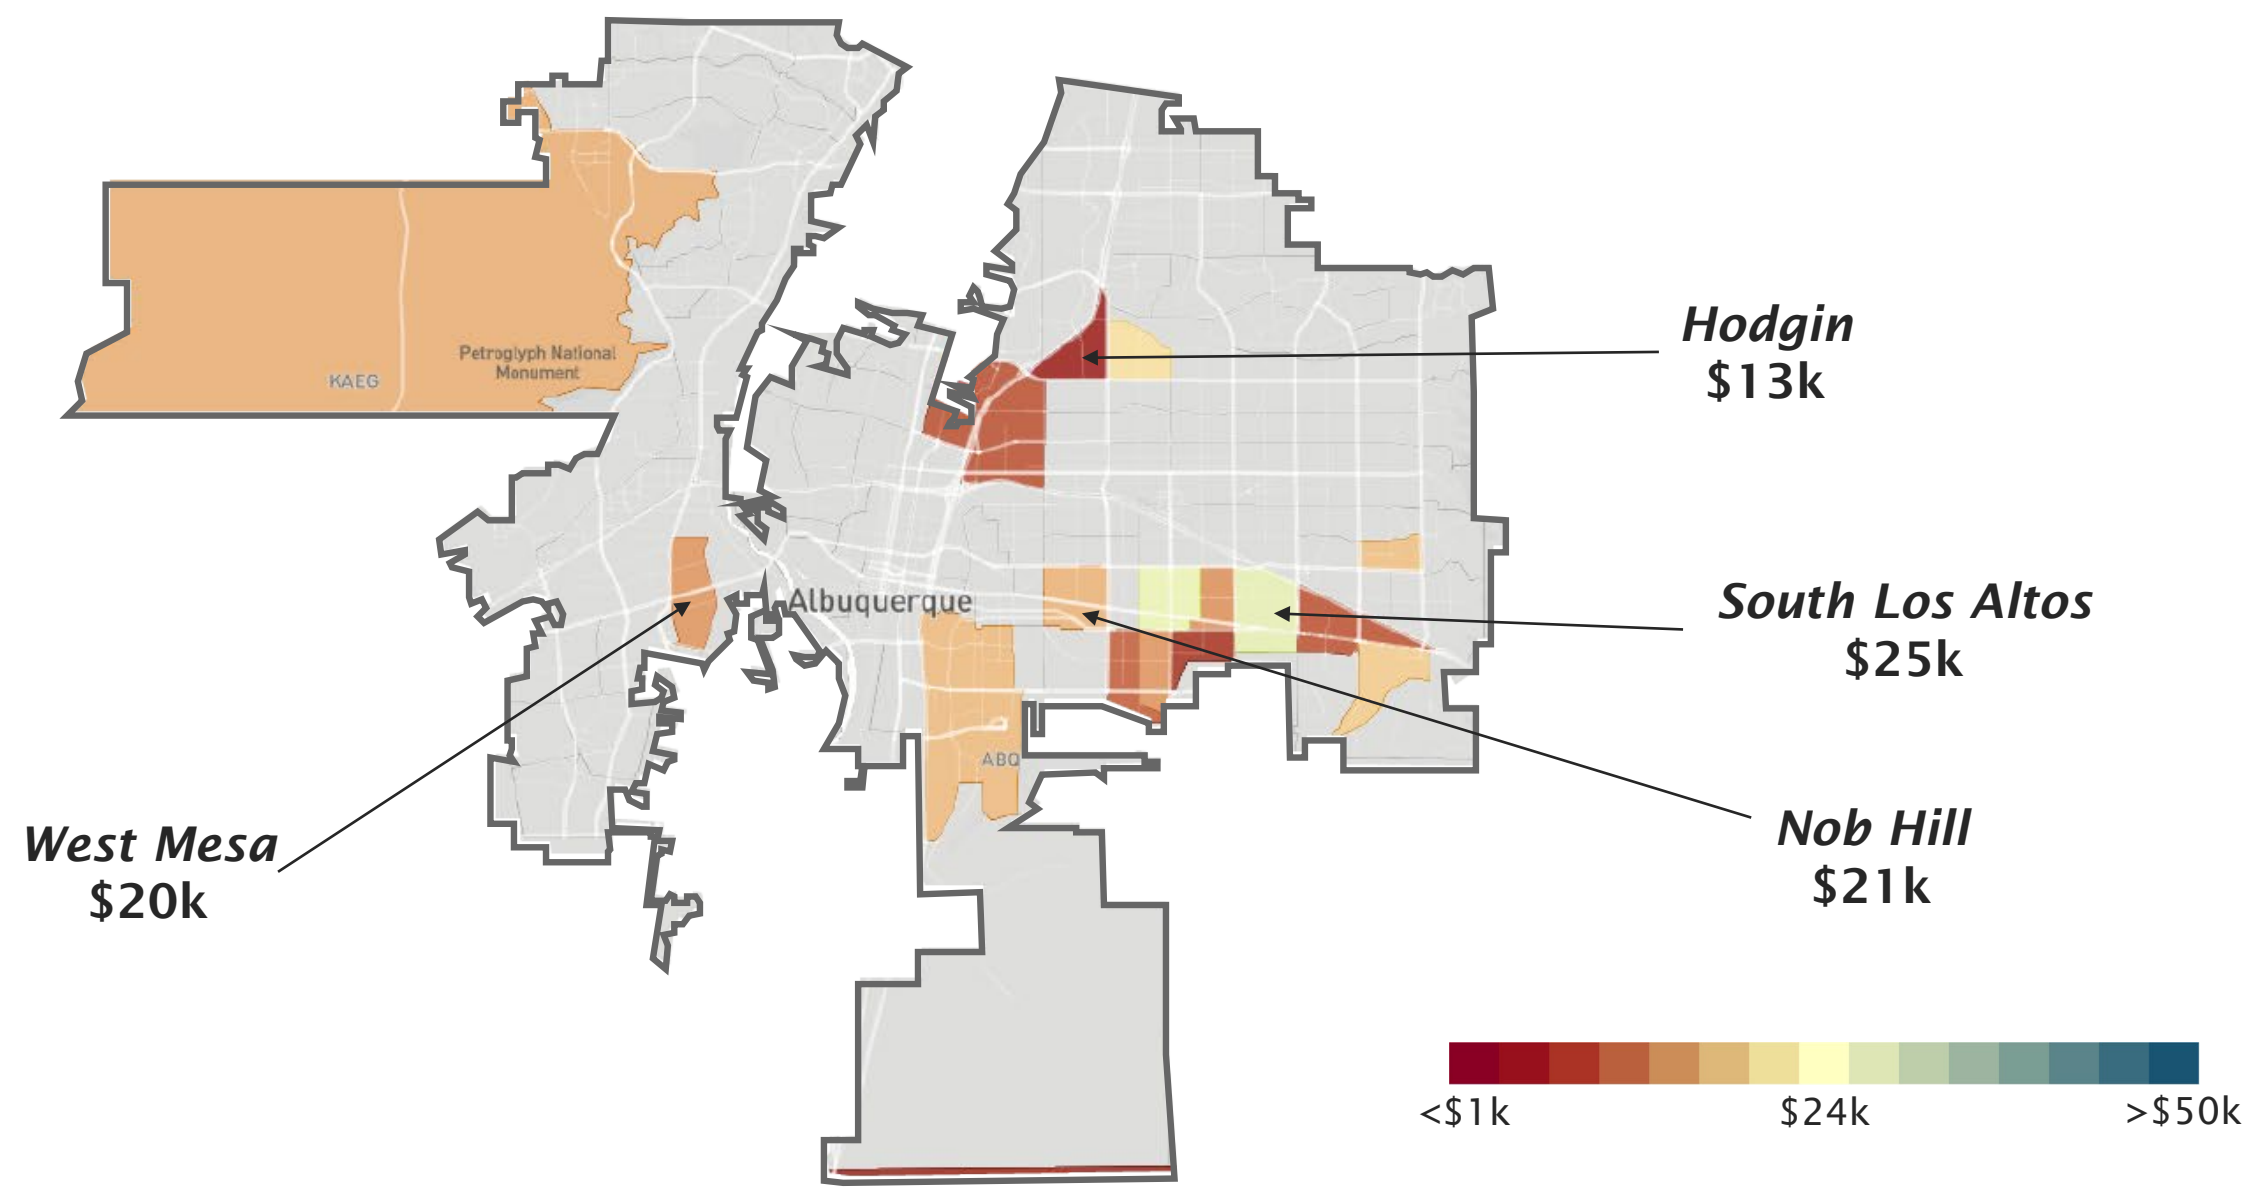 Petroglyph National
Monument
KAEG
Hodgin
$13k
Albuquerque
South Los Altos
$25k
ABQ
Nob Hill
$21k
West Mesa
$20k
<$1k
$24k
>$50k